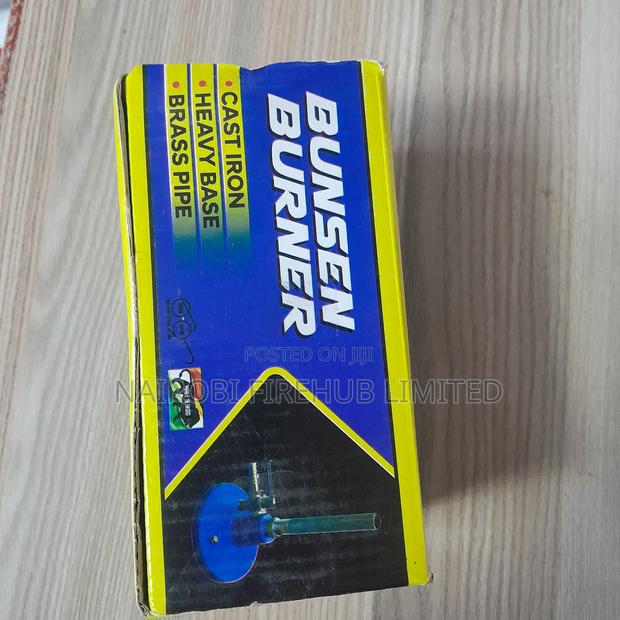 BUNSEN
BURNER
• CAST IRON
• HEAVY BASE
• BRASS PIPE
POSTED ON JIJI
NAIROBI FIREHUB LIMITED